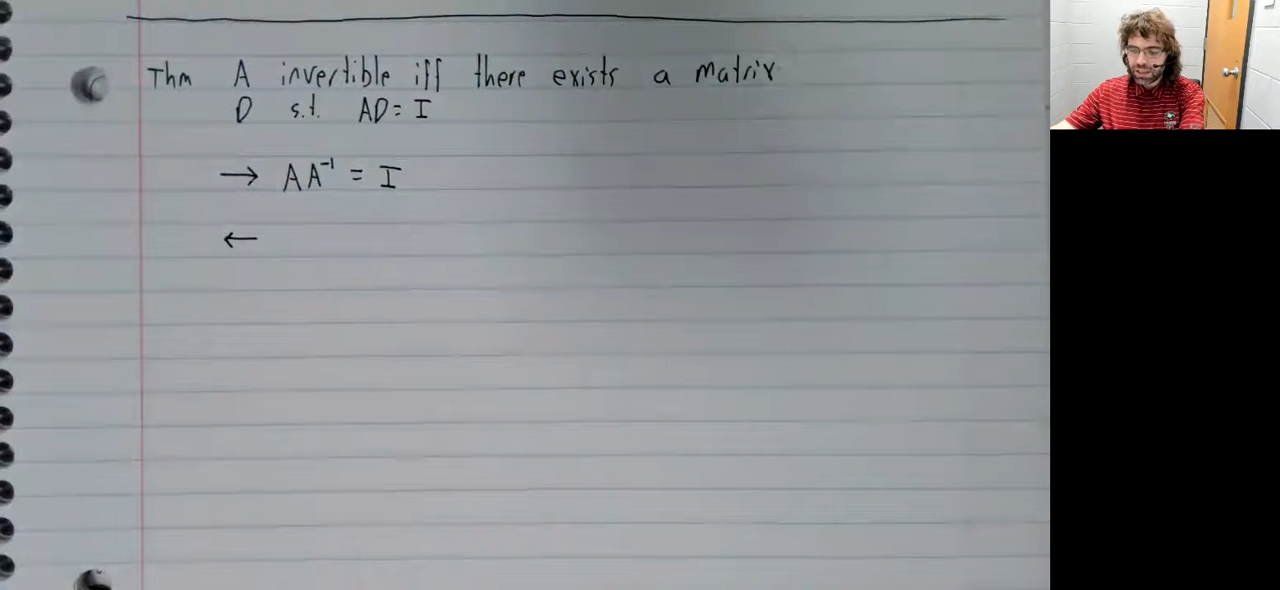 Thm A invertible iff there exists a matrix
D s.t. AD = I
→ AA⁻¹ = I
←